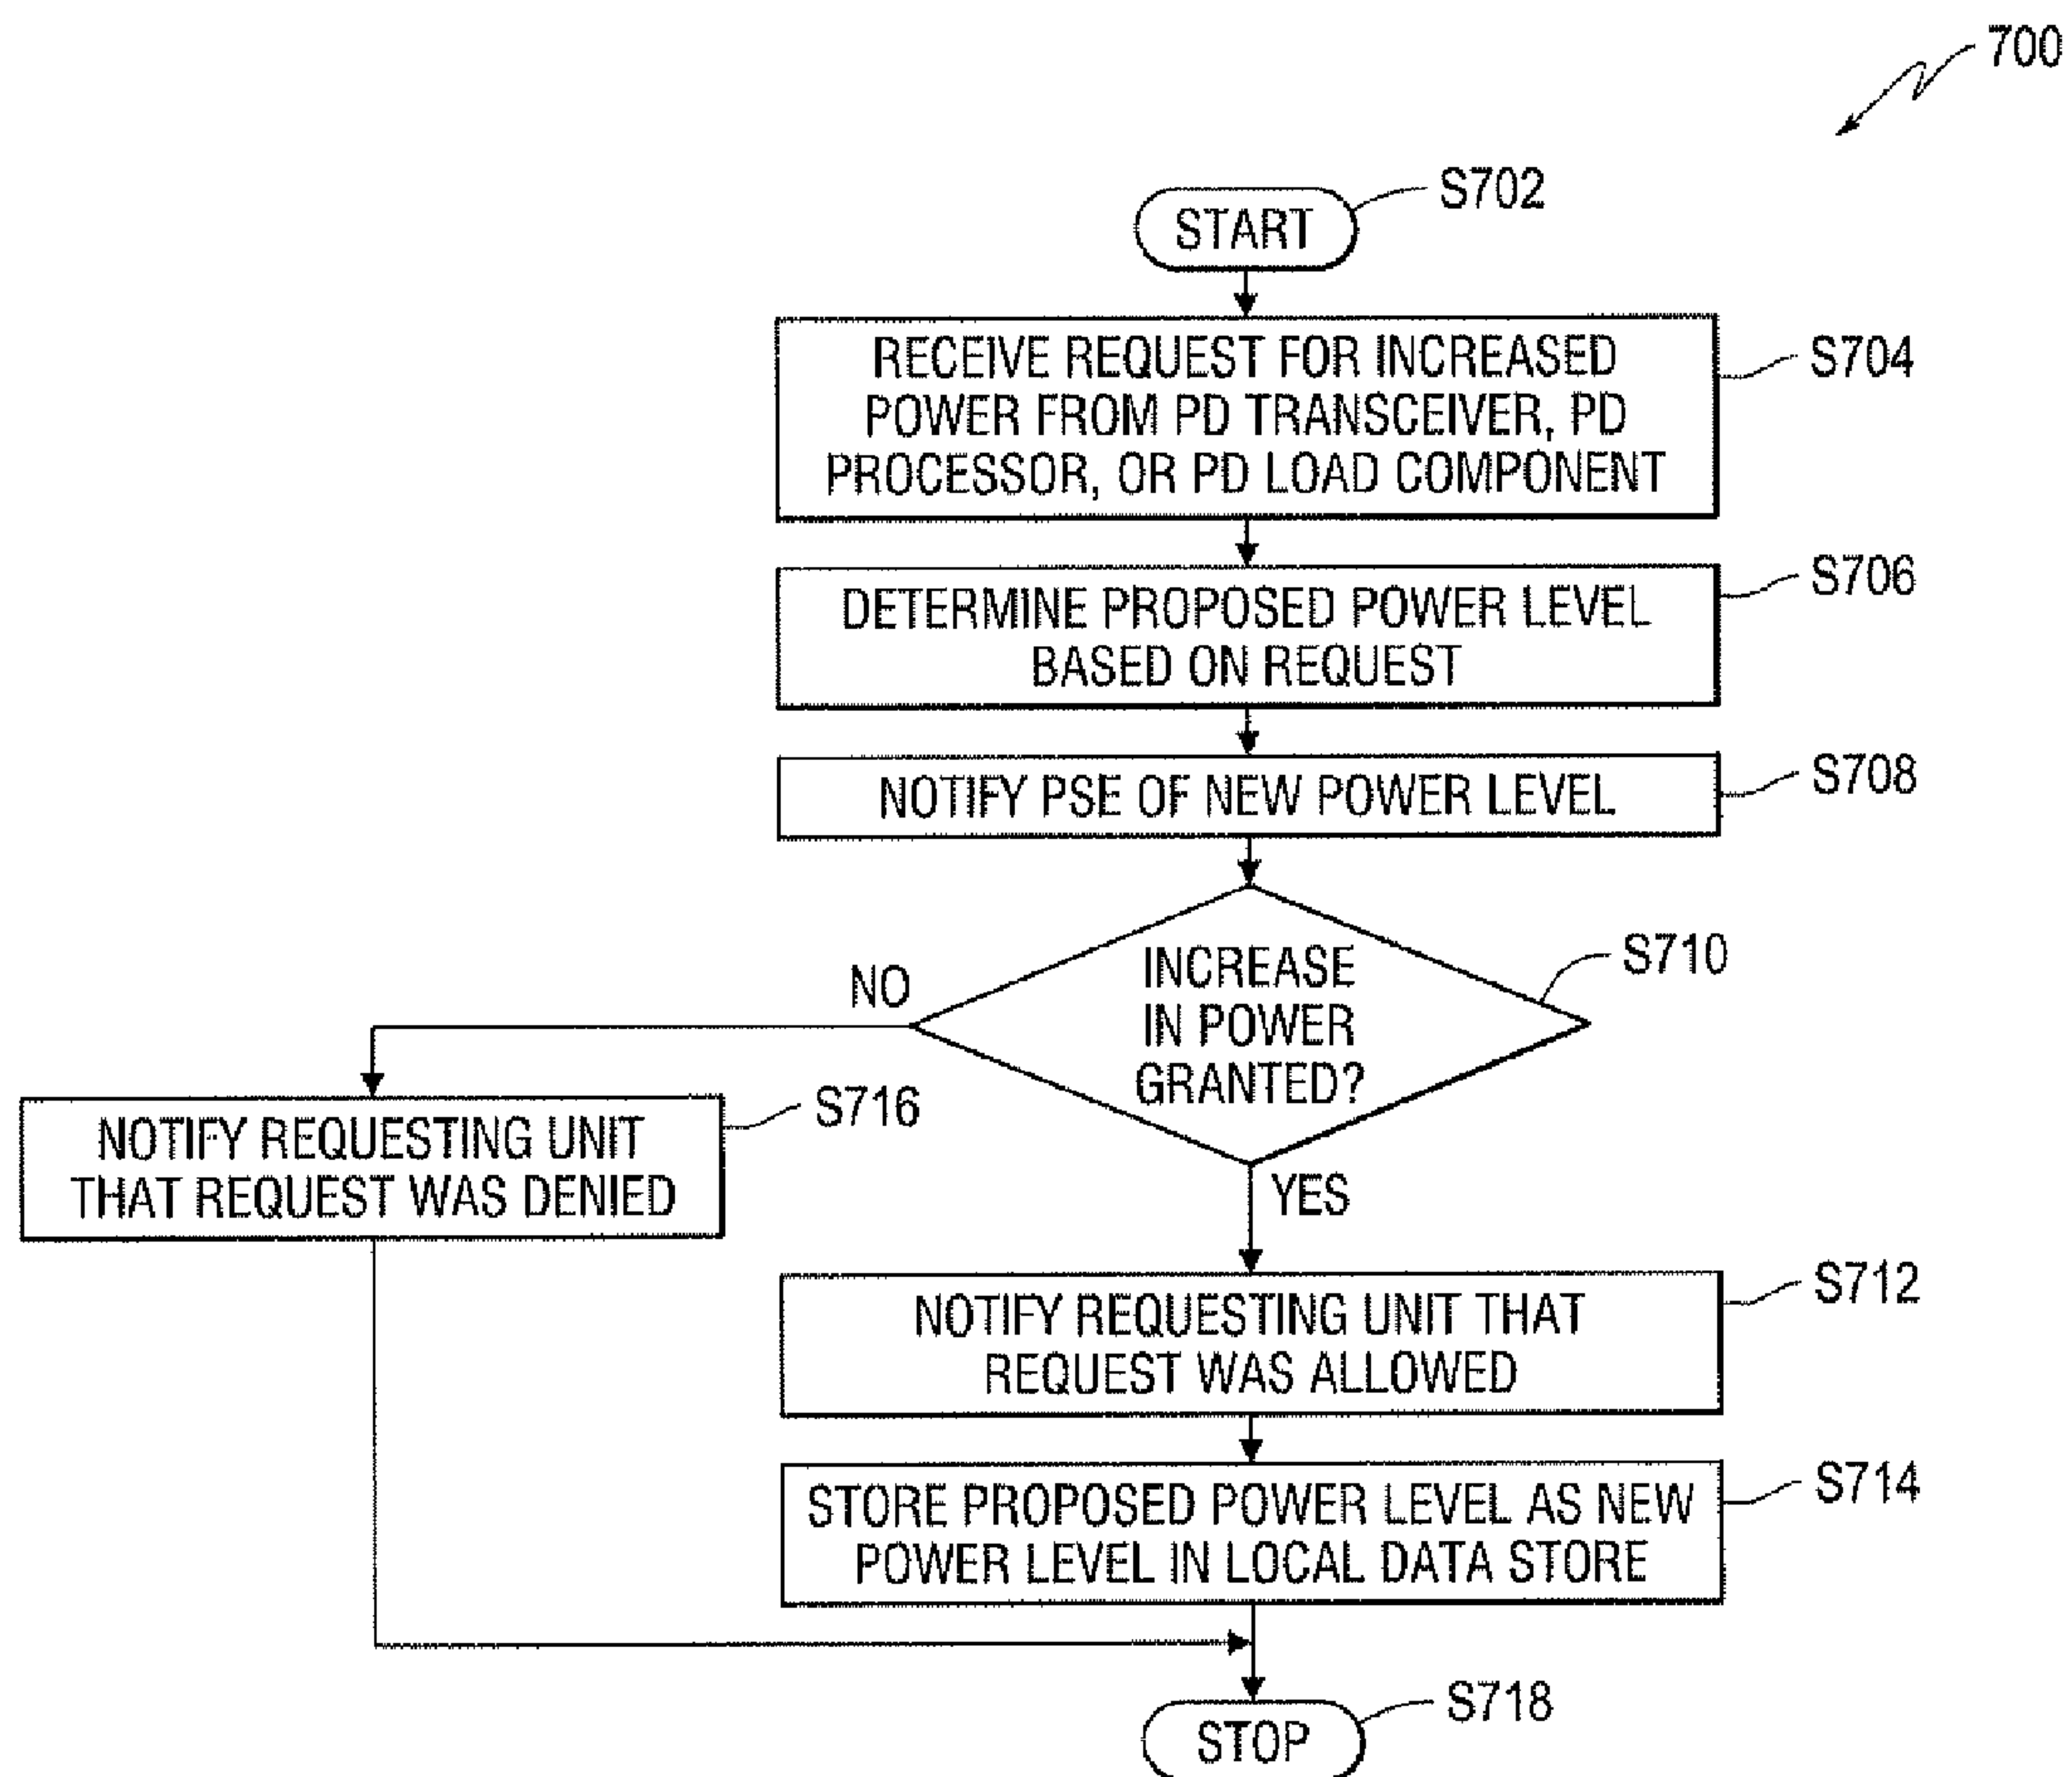 700
S702
START
RECEIVE REQUEST FOR INCREASED
POWER FROM PD TRANSCEIVER, PD
PROCESSOR, OR PD LOAD COMPONENT
S704
DETERMINE PROPOSED POWER LEVEL
BASED ON REQUEST
S706
NOTIFY PSE OF NEW POWER LEVEL
S708
INCREASE
IN POWER
GRANTED?
S710
NO
NOTIFY REQUESTING UNIT
THAT REQUEST WAS DENIED
S716
YES
NOTIFY REQUESTING UNIT THAT
REQUEST WAS ALLOWED
S712
STORE PROPOSED POWER LEVEL AS NEW
POWER LEVEL IN LOCAL DATA STORE
S714
STOP
S718